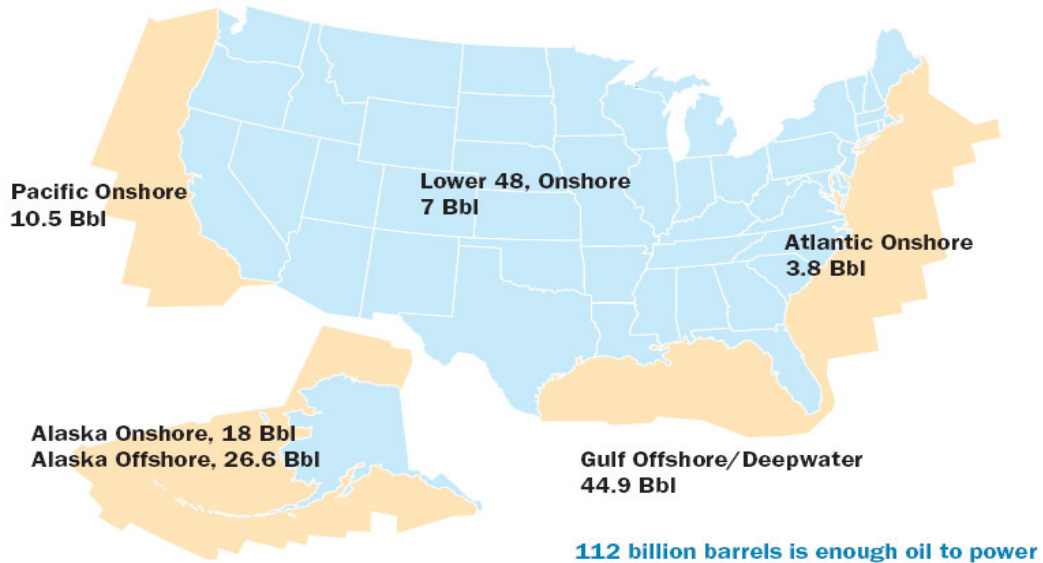 Pacific Onshore
10.5 Bbl
Lower 48, Onshore
7 Bbl
Atlantic Onshore
3.8 Bbl
Alaska Onshore, 18 Bbl
Alaska Offshore, 26.6 Bbl
Gulf Offshore/Deepwater
44.9 Bbl
112 billion barrels is enough oil to power